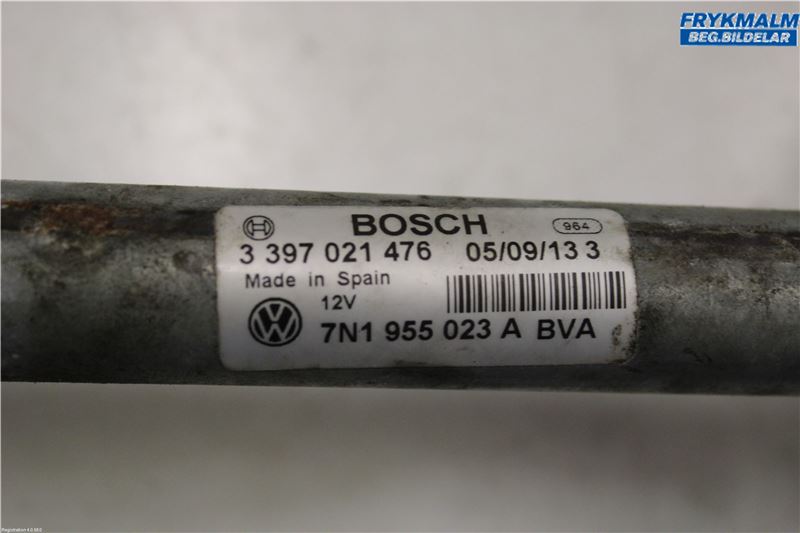 FRYKMALM
BEG.BILDELAR
BOSCH 964
3 397 021 476 05/09/13 3
Made in Spain
12V
7N1 955 023 A BVA